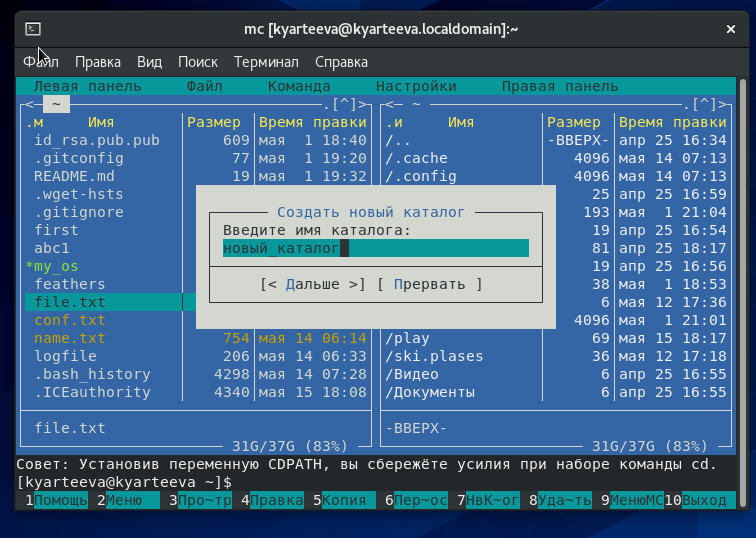 mc [kyarteeva@kyarteeva.localdomain]:~
Файл Правка Вид Поиск Терминал Справка
Левая панель Файл Команда Настройки Правая панель
<─ ~ ─.[^]>┐ <─ ~ ─.[^]>
.м Имя Размер Время правки .и Имя Размер Время правки
id_rsa.pub.pub 609 мая 1 18:40 /.. -ВВЕРХ- апр 25 16:34
.gitconfig 77 мая 1 19:20 /.cache 4096 мая 14 07:13
README.md 19 мая 1 19:32 /.config 4096 мая 14 07:13
.wget-hsts 25 апр 25 16:59
.gitignore 193 мая 1 21:04
first 19 апр 25 16:54
abc1 81 апр 25 18:17
*my_os 19 апр 25 16:56
feathers 38 мая 1 18:53
file.txt 6 мая 12 17:36
conf.txt 4096 мая 1 21:01
Создать новый каталог
Введите имя каталога:
новый_каталог
[< Дальше >] [ Прервать ]
name.txt 754 мая 14 06:14 /play 69 мая 15 18:17
logfile 206 мая 14 06:33 /ski.plases 36 мая 12 17:18
.bash_history 4298 мая 14 07:28 /Видео 6 апр 25 16:55
.ICEauthority 4340 мая 15 18:08 /Документы 6 апр 25 16:55
file.txt -ВВЕРХ-
31G/37G (83%) 31G/37G (83%)
Совет: Установив переменную CDPATH, вы сбережёте усилия при наборе команды cd.
[kyarteeva@kyarteeva ~]$
1Помощь 2Меню 3Про~тр 4Правка 5Копия 6Пер~ос 7НвК~ог 8Уда~ть 9МенюMC 10Выход